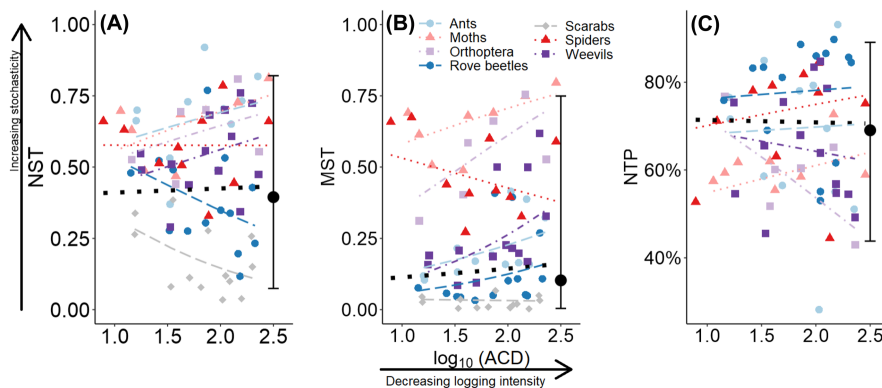 (A)
(B)
(C)
Increasing stochasticity
NST
1.00
0.75
0.50
0.25
0.00
1.0 1.5 2.0 2.5
MST
1.00
0.75
0.50
0.25
0.00
1.0 1.5 2.0 2.5
Ants
Moths
Orthoptera
Rove beetles
Scarabs
Spiders
Weevils
NTP
80%
60%
40%
1.0 1.5 2.0 2.5
log10 (ACD)
Decreasing logging intensity